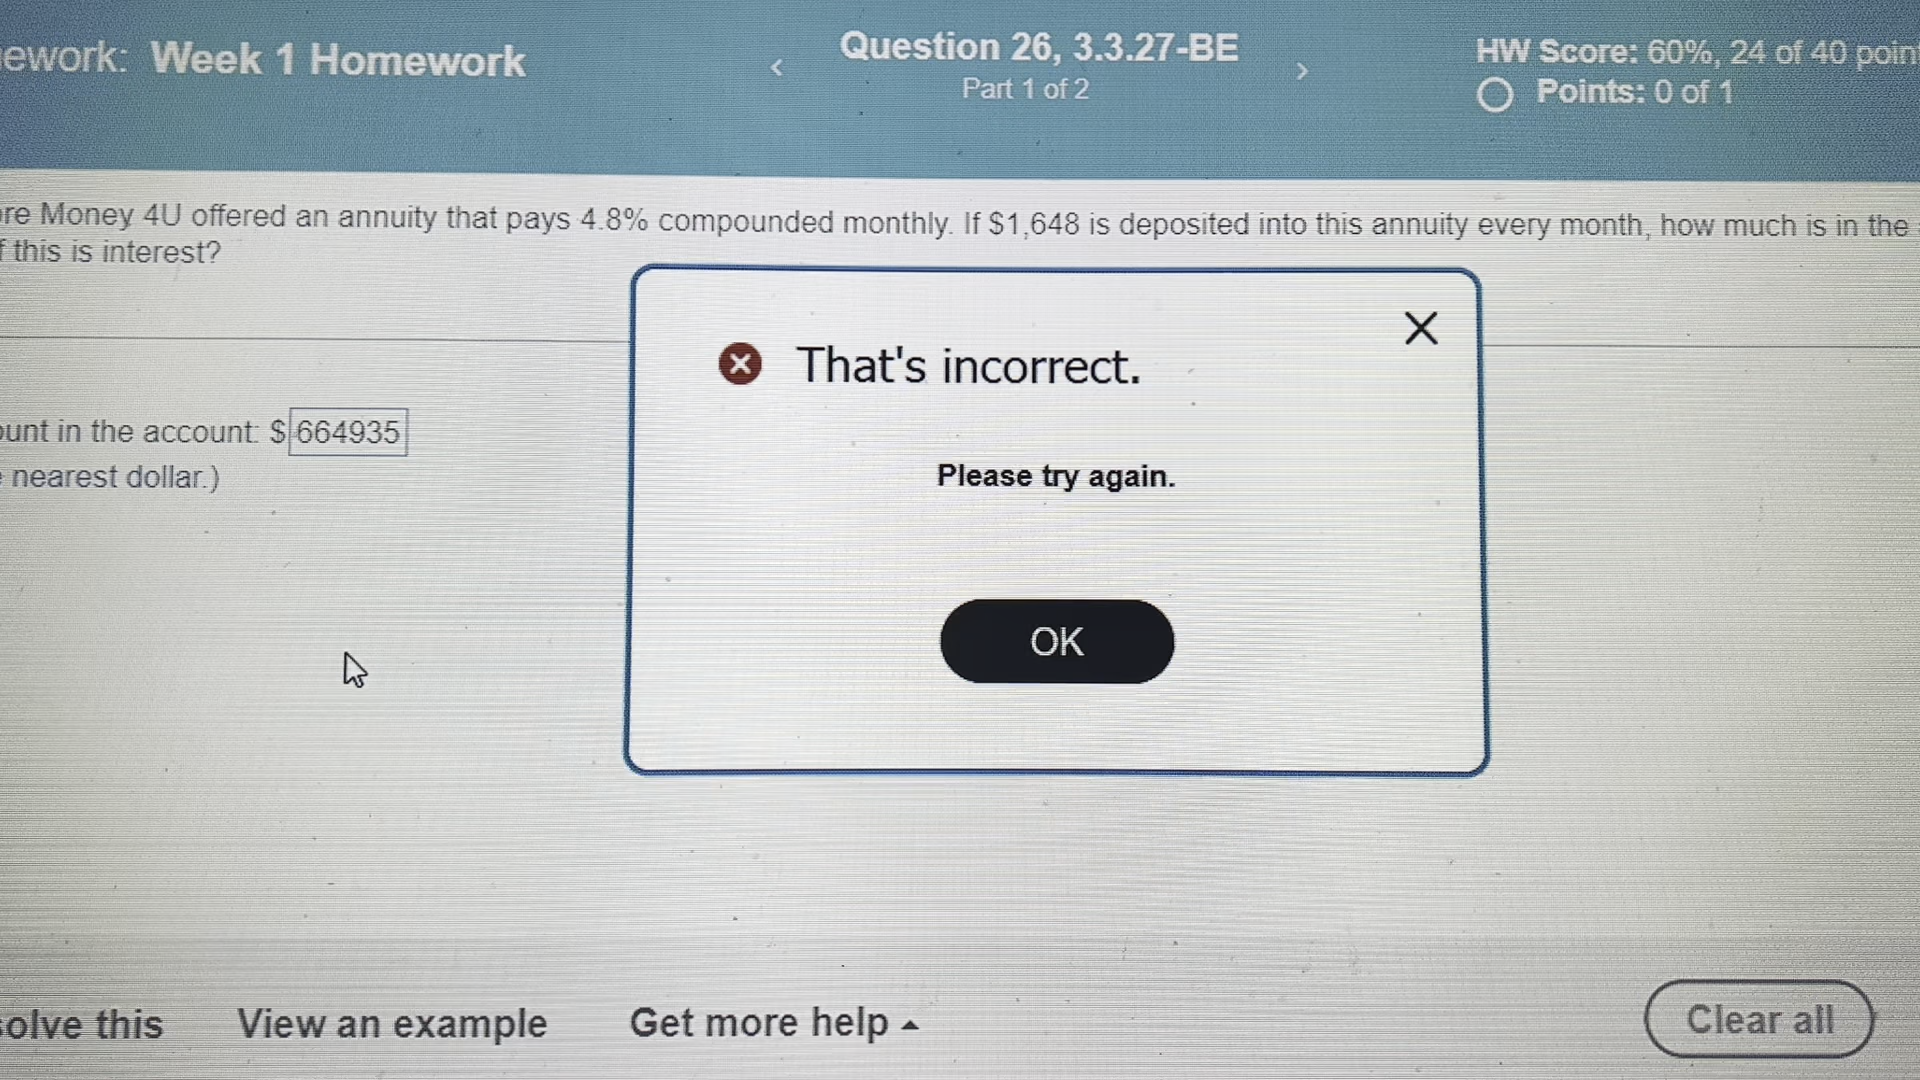 ework: Week 1 Homework
Question 26, 3.3.27-BE
Part 1 of 2
HW Score: 60%, 24 of 40 poin
Points: 0 of 1
re Money 4U offered an annuity that pays 4.8% compounded monthly. If $1,648 is deposited into this annuity every month, how much is in the
f this is interest?
That's incorrect.
Please try again.
OK
unt in the account: $ 664935
nearest dollar.)
olve this
View an example
Get more help
Clear all